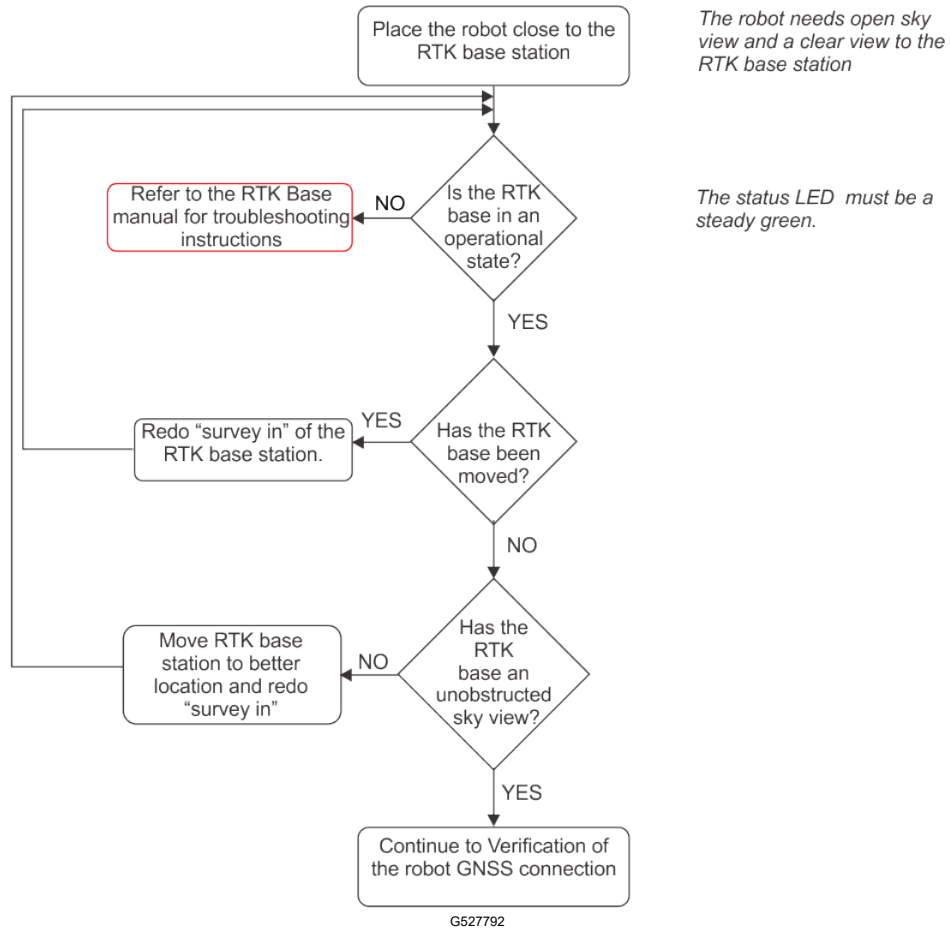 Place the robot close to the
RTK base station
The robot needs open sky
view and a clear view to the
RTK base station
Is the RTK
base in an
operational
state?
NO
Refer to the RTK Base
manual for troubleshooting
instructions
The status LED must be a
steady green.
YES
Has the RTK
base been
moved?
YES
Redo “survey in” of the
RTK base station.
NO
Has the
RTK
base an
unobstructed
sky view?
NO
Move RTK base
station to better
location and redo
“survey in”
YES
Continue to Verification of
the robot GNSS connection
G527792